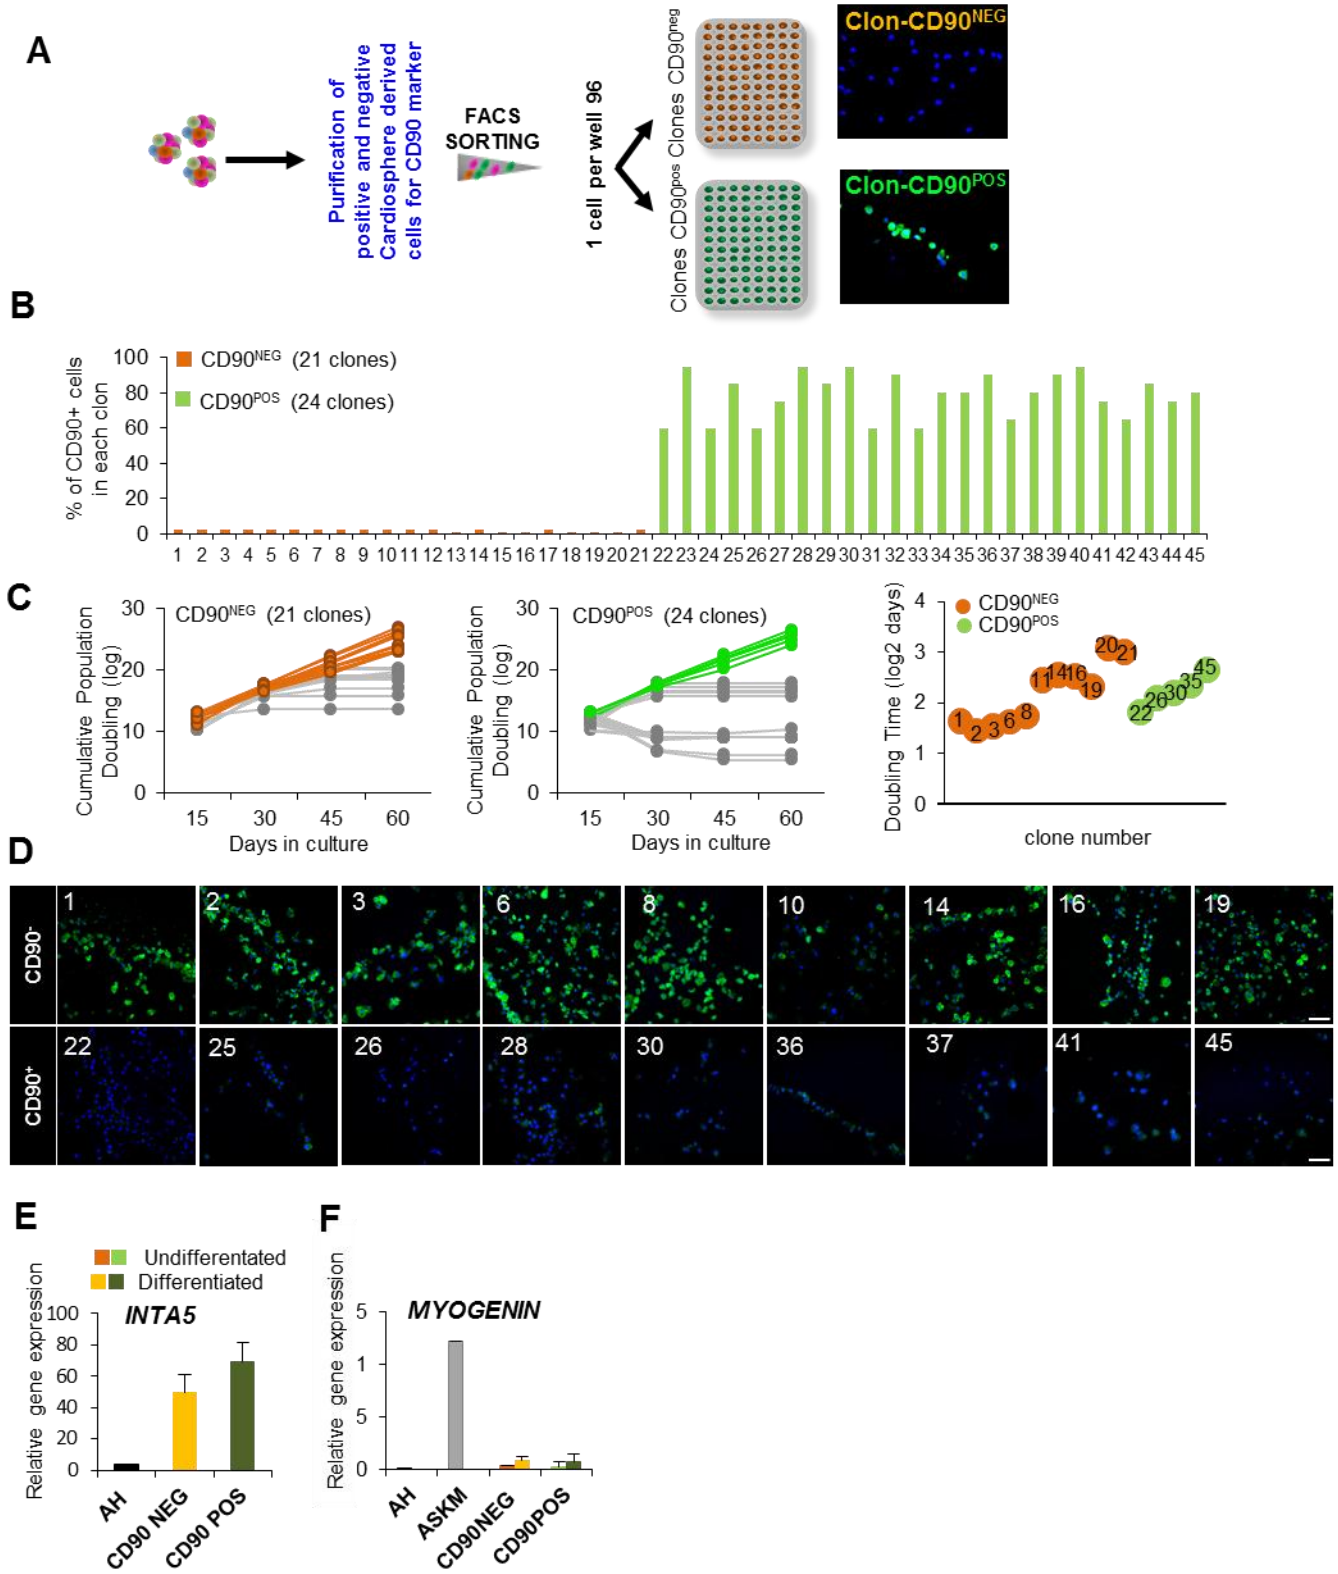 A
Purification of
positive and negative
Cardiosphere derived
cells for CD90 marker
FACS
SORTING
1 cell per well 96
Clones CD90neg
Clones CD90pos
Clon-CD90NEG
Clon-CD90POS
B
% of CD90+ cells
in each clon
100
80
60
40
20
0
CD90NEG (21 clones)
CD90POS (24 clones)
1 2 3 4 5 6 7 8 9 10 11 12 13 14 15 16 17 18 19 20 21 22 23 24 25 26 27 28 29 30 31 32 33 34 35 36 37 38 39 40 41 42 43 44 45
C
Cumulative Population
Doubling (log)
30
20
10
0
CD90NEG (21 clones)
15 30 45 60
Days in culture
Cumulative Population
Doubling (log)
30
20
10
0
CD90POS (24 clones)
15 30 45 60
Days in culture
Doubling Time (log2 days)
4
3
2
1
0
CD90NEG
CD90POS
1 2 3 6 8 11 14 16 19 20 21 22 26 30 35 45
clone number
D
CD90-
1 2 3 6 8 10 14 16 19
CD90+
22 25 26 28 30 36 37 41 45
E
Undifferentated
Differentiated
Relative gene expression
INTA5
100
80
60
40
20
0
AH
CD90 NEG
CD90 POS
F
Relative gene expression
MYOGENIN
5
1
5
0
AH
ASKM
CD90NEG
CD90POS